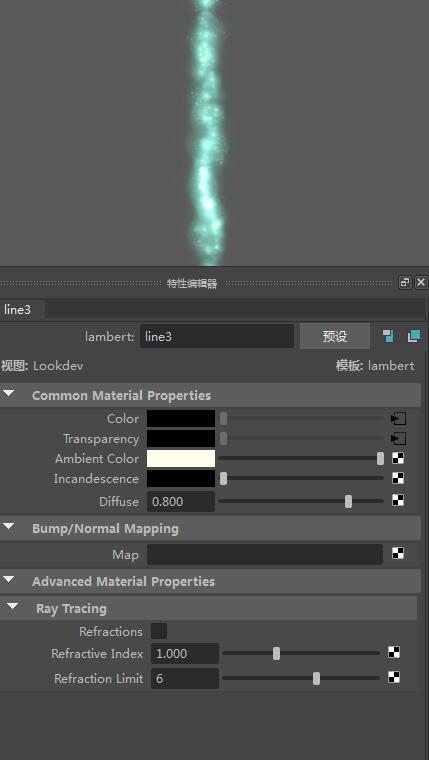 特性编辑器
line3
lambert: line3 预设
视图: Lookdev 模板: lambert
Common Material Properties
Color
Transparency
Ambient Color
Incandescence
Diffuse 0.800
Bump/Normal Mapping
Map
Advanced Material Properties
Ray Tracing
Refractions
Refractive Index 1.000
Refraction Limit 6